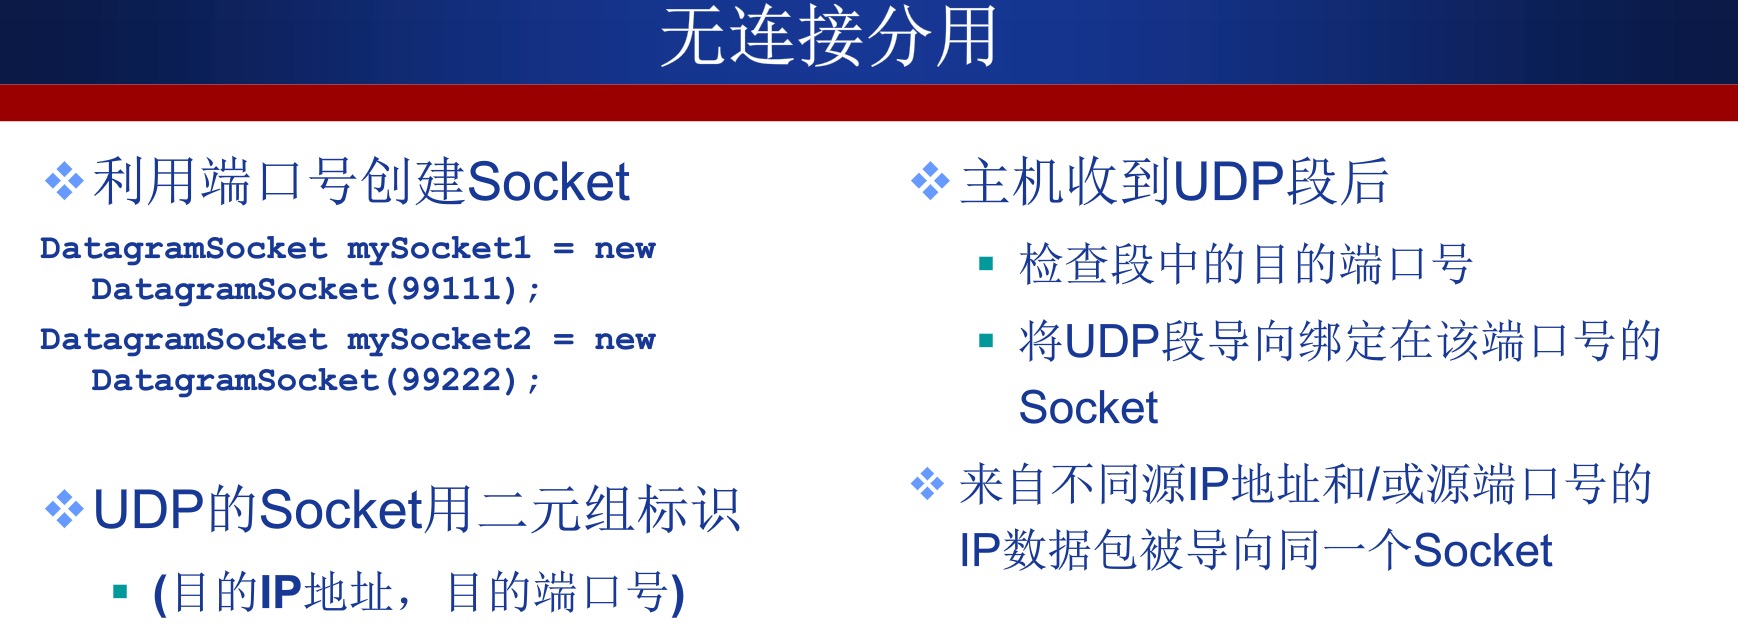 无连接分用
利用端口号创建Socket
DatagramSocket mySocket1 = new
DatagramSocket(99111);
DatagramSocket mySocket2 = new
DatagramSocket(99222);
UDP的Socket用二元组标识
(目的IP地址，目的端口号)
主机收到UDP段后
检查段中的目的端口号
将UDP段导向绑定在该端口号的
Socket
来自不同源IP地址和/或源端口号的
IP数据包被导向同一个Socket